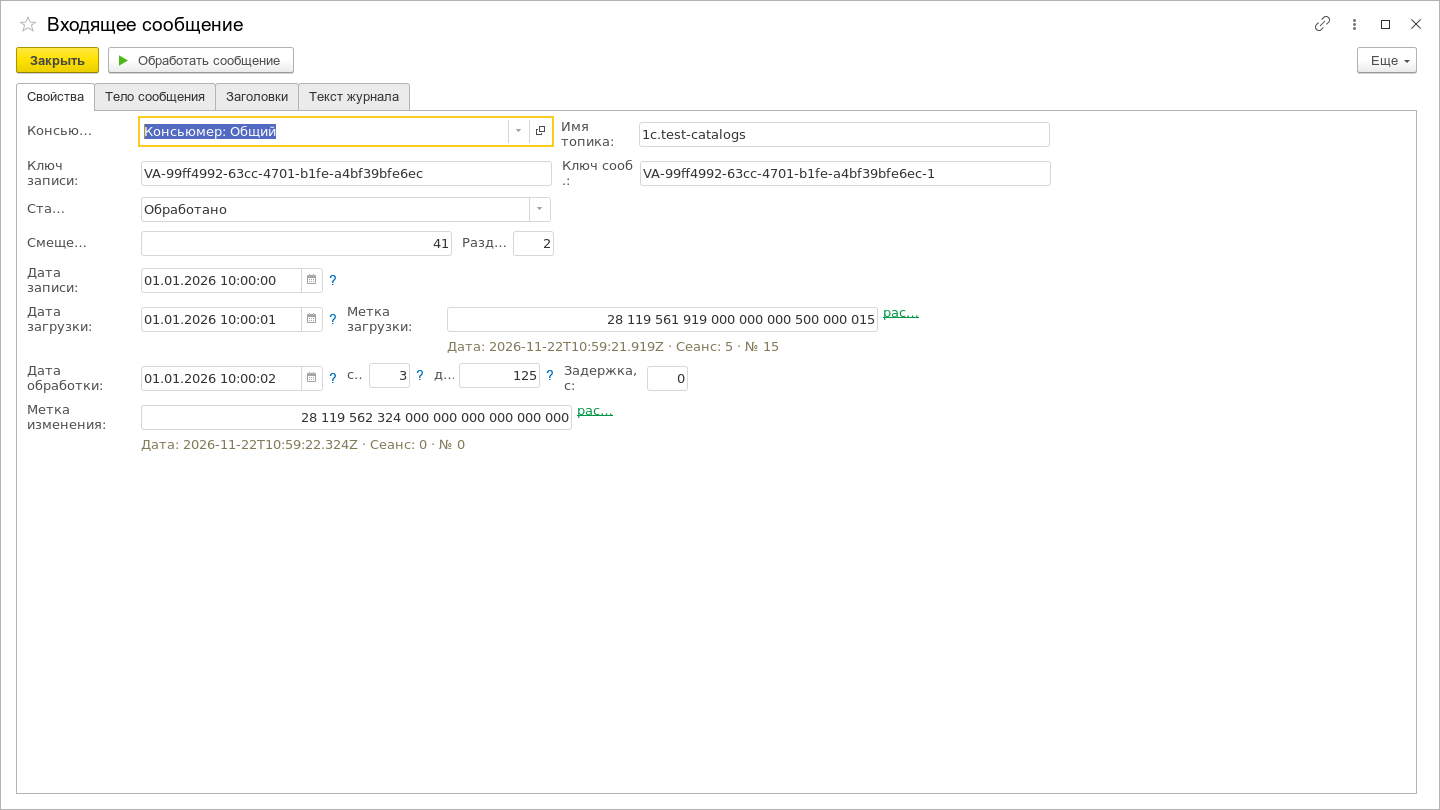 Входящее сообщение
Закрыть
Обработать сообщение
Еще
Свойства
Тело сообщения
Заголовки
Текст журнала
Консью…
Консьюмер: Общий
Имя
топика:
1c.test-catalogs
Ключ
записи:
VA-99ff4992-63cc-4701-b1fe-a4bf39bfe6ec
Ключ сооб
.:
VA-99ff4992-63cc-4701-b1fe-a4bf39bfe6ec-1
Ста…
Обработано
Смеще…
41
Разд…
2
Дата
записи:
01.01.2026 10:00:00
?
Дата
загрузки:
01.01.2026 10:00:01
?
Метка
загрузки:
28 119 561 919 000 000 000 500 000 015
рас…
Дата: 2026-11-22T10:59:21.919Z · Сеанс: 5 · № 15
Дата
обработки:
01.01.2026 10:00:02
?
с..
3
?
д…
125
?
Задержка,
с:
0
Метка
изменения:
28 119 562 324 000 000 000 000 000 000
рас…
Дата: 2026-11-22T10:59:22.324Z · Сеанс: 0 · № 0